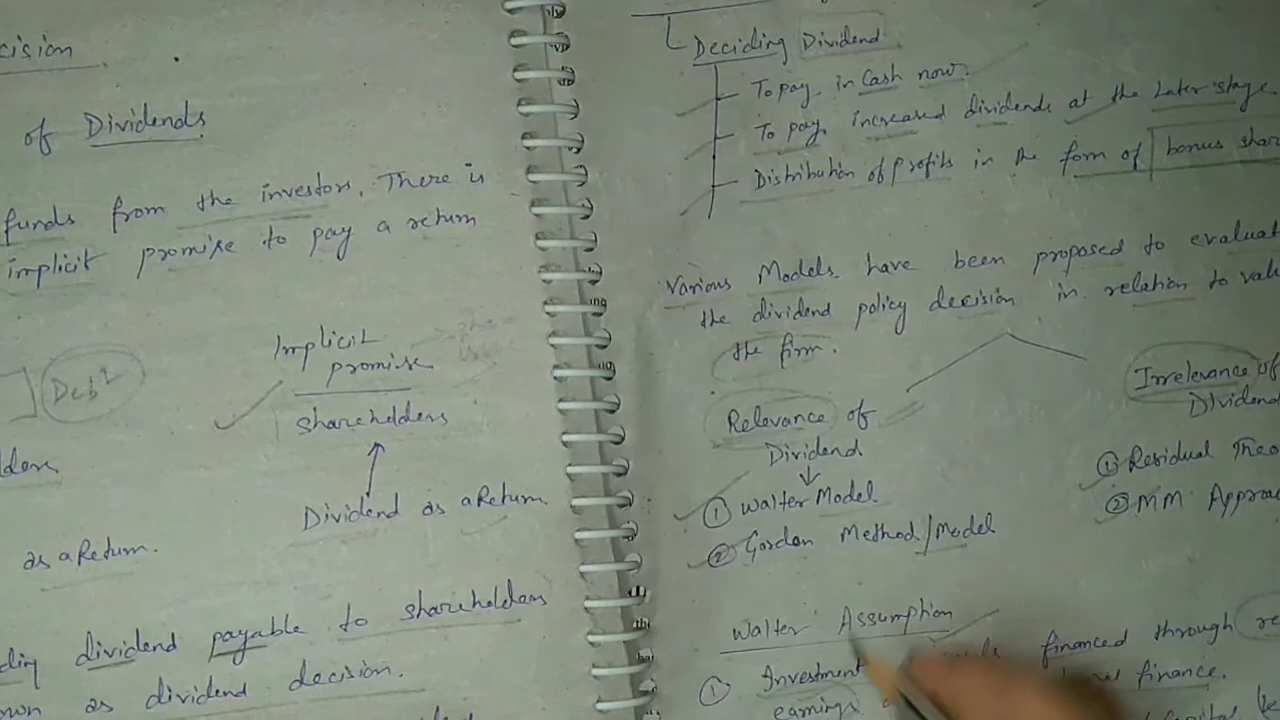 cision
of Dividends
funds from the investors. There is
implicit promise to pay a return
Implicit
promise
Debt
shareholders
Dividend as a Return
as a Return.
dividend payable to shareholders
as dividend decision.
Deciding Dividend
To pay in cash now.
To pay increased dividends at the Later stage
Distribution of profits in the form of bonus shar
Various Models have been proposed to evaluat
the dividend policy decision in relation to val
the firm.
Relevance of
Dividend
① Walter Model
② Gordon Method/Model
Irrelevance of
Dividend
① Residual Theo
② MM Approa
Walter Assumption
① Investment financed through re
earnings finance.